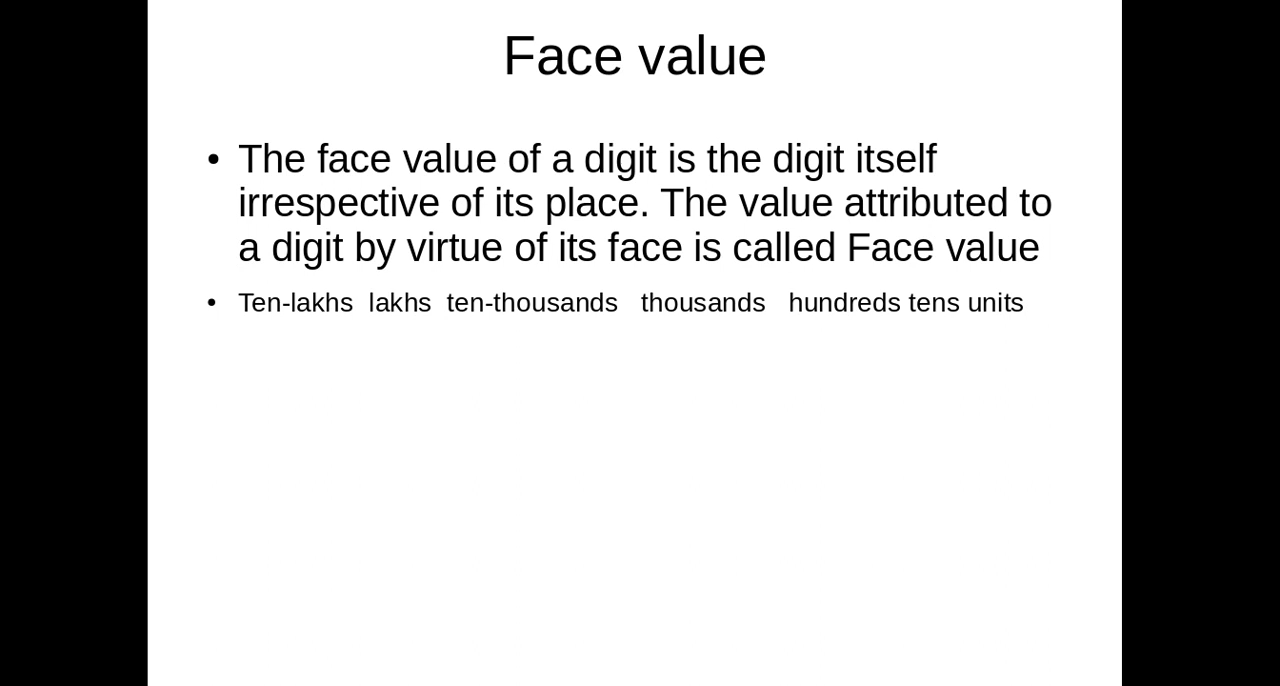 Face value
• The face value of a digit is the digit itself
irrespective of its place. The value attributed to
a digit by virtue of its face is called Face value
• Ten-lakhs lakhs ten-thousands thousands hundreds tens units